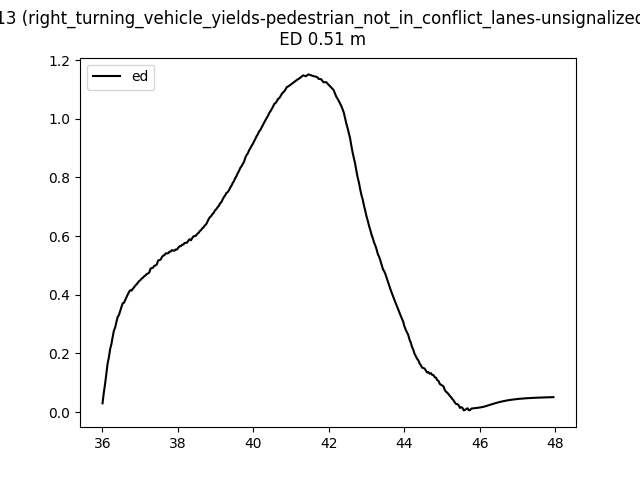 13 (right_turning_vehicle_yields-pedestrian_not_in_conflict_lanes-unsignalized
ED 0.51 m
ed
1.2
1.0
0.8
0.6
0.4
0.2
0.0
36 38 40 42 44 46 48